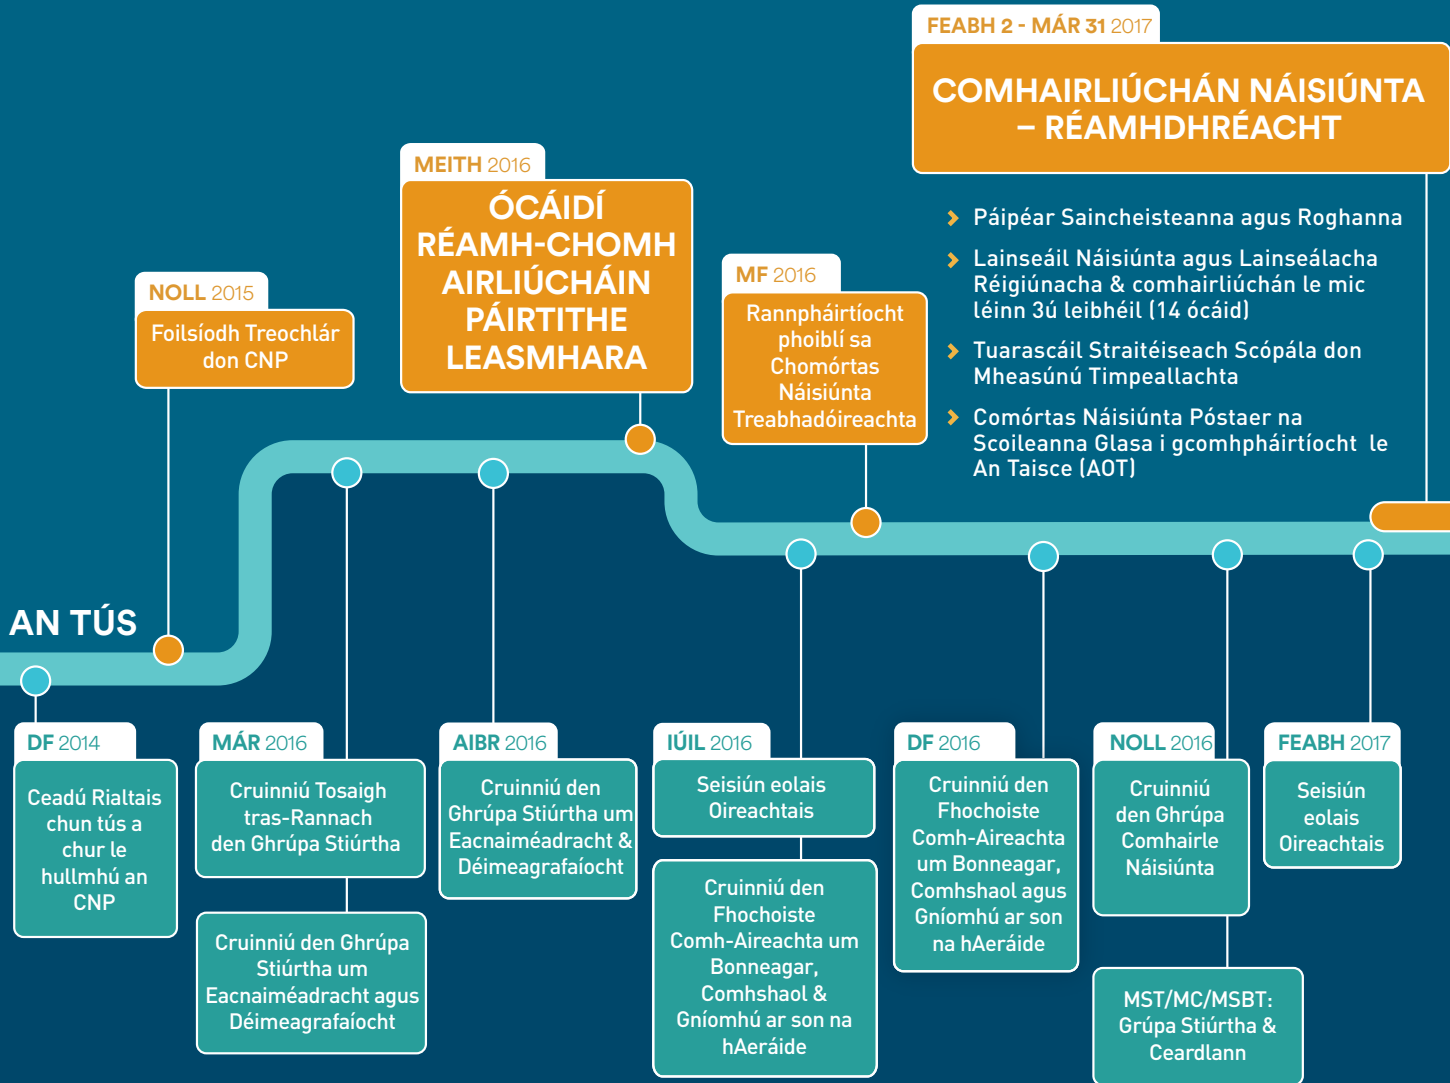 FEABH 2 - MÁR 31 2017
COMHAIRLIÚCHÁN NÁISIÚNTA
– RÉAMHDHRÉACHT
MEITH 2016
ÓCÁIDÍ
RÉAMH-CHOMH
AIRLIÚCHÁIN
PÁIRTITHE
LEASMHARA
› Páipéar Saincheisteanna agus Roghanna
› Lainseáil Náisiúnta agus Lainseálacha
Réigiúnacha & comhairliúchán le mic
léinn 3ú leibhéil (14 ócáid)
› Tuarascáil Straitéiseach Scópála don
Mheasúnú Timpeallachta
› Comórtas Náisiúnta Póstaer na
Scoileanna Glasa i gcomhpháirtíocht le
An Taisce (AOT)
NOLL 2015
Foilsíodh Treochlár
don CNP
MF 2016
Rannpháirtíocht
phoiblí sa
Chomórtas
Náisiúnta
Treabhadóireachta
AN TÚS
DF 2014
Ceadú Rialtais
chun tús a
chur le
hullmhú an
CNP
MÁR 2016
Cruinniú Tosaigh
tras-Rannach
den Ghrúpa Stiúrtha
Cruinniú den Ghrúpa
Stiúrtha um
Eacnaiméadracht agus
Déimeagrafaíocht
AIBR 2016
Cruinniú den
Ghrúpa Stiúrtha um
Eacnaiméadracht &
Déimeagrafaíocht
IÚIL 2016
Seisiún eolais
Oireachtais
Cruinniú den
Fhochoiste
Comh-Aireachta um
Bonneagar,
Comhshaol &
Gníomhú ar son na
hAeráide
DF 2016
Cruinniú den
Fhochoiste
Comh-Aireachta
um Bonneagar,
Comhshaol agus
Gníomhú ar son
na hAeráide
NOLL 2016
Cruinniú
den Ghrúpa
Comhairle
Náisiúnta
MST/MC/MSBT:
Grúpa Stiúrtha &
Ceardlann
FEABH 2017
Seisiún
eolais
Oireachtais